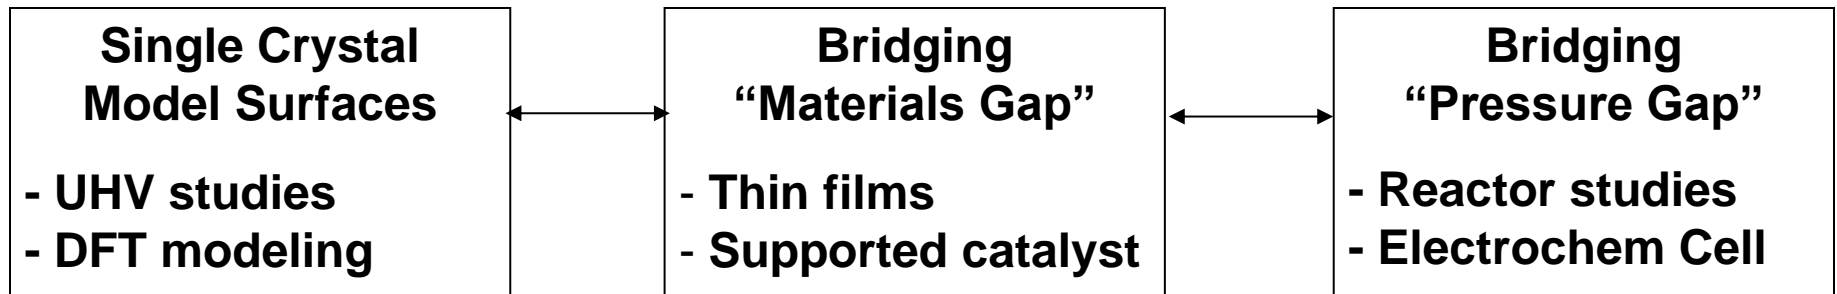 Single Crystal
Model Surfaces
- UHV studies
- DFT modeling
Bridging
“Materials Gap”
- Thin films
- Supported catalyst
Bridging
“Pressure Gap”
- Reactor studies
- Electrochem Cell